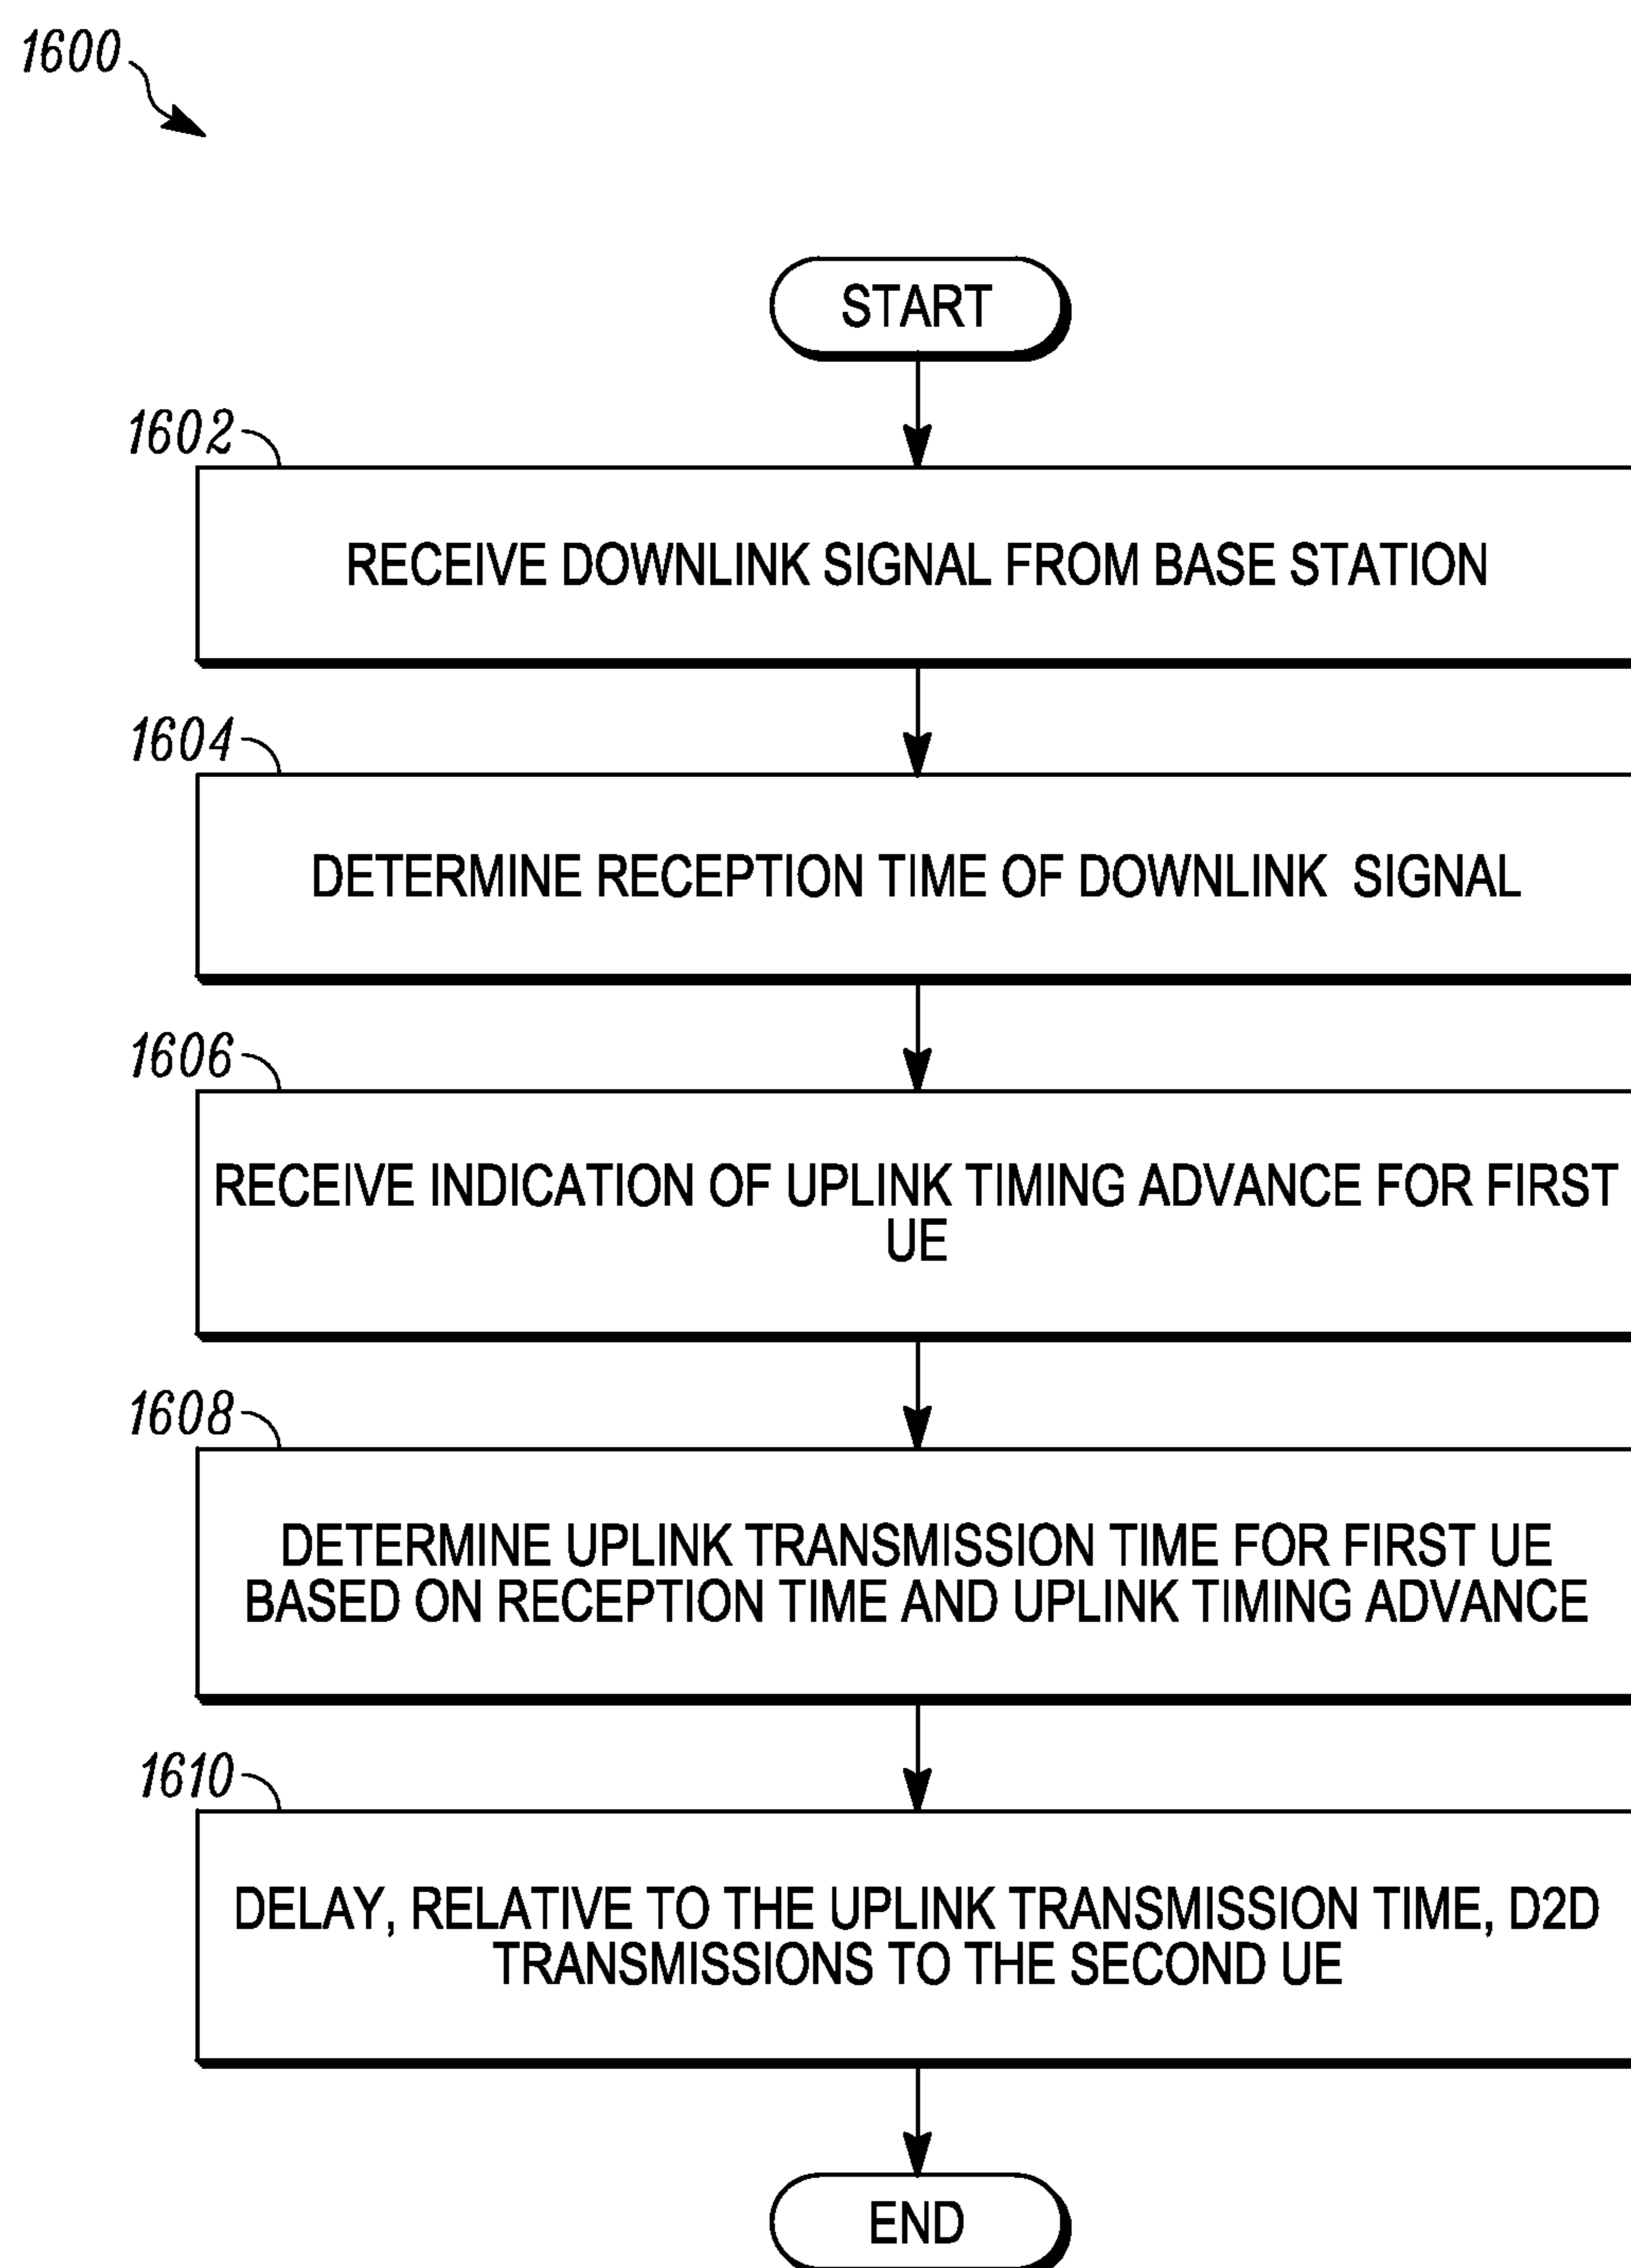 1600
START
1602
RECEIVE DOWNLINK SIGNAL FROM BASE STATION
1604
DETERMINE RECEPTION TIME OF DOWNLINK SIGNAL
1606
RECEIVE INDICATION OF UPLINK TIMING ADVANCE FOR FIRST
UE
1608
DETERMINE UPLINK TRANSMISSION TIME FOR FIRST UE
BASED ON RECEPTION TIME AND UPLINK TIMING ADVANCE
1610
DELAY, RELATIVE TO THE UPLINK TRANSMISSION TIME, D2D
TRANSMISSIONS TO THE SECOND UE
END